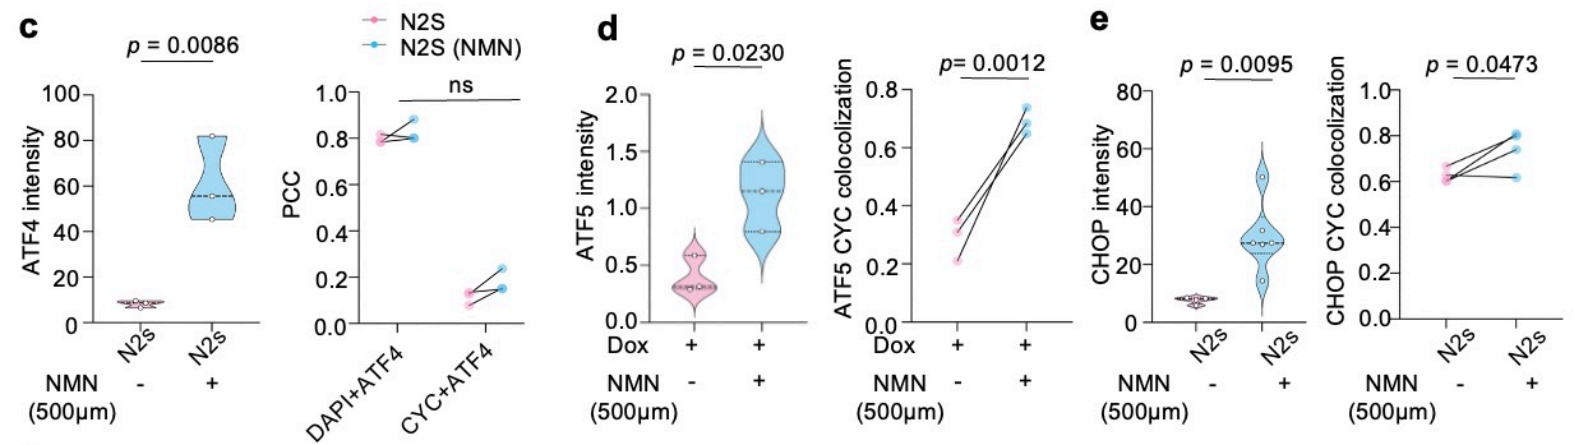 c
p = 0.0086
ATF4 intensity
100
80
60
40
20
0
N2s
N2s
NMN - +
(500µm)
N2S
N2S (NMN)
ns
PCC
1.0
0.8
0.6
0.4
0.2
0.0
DAPI+ATF4
CYC+ATF4
d
p = 0.0230
ATF5 intensity
2.0
1.5
1.0
0.5
0.0
Dox + +
NMN - +
(500µm)
p= 0.0012
ATF5 CYC colocolization
0.8
0.6
0.4
0.2
0.0
Dox + +
NMN - +
(500µm)
e
p = 0.0095
CHOP intensity
80
60
40
20
0
N2s
N2s
NMN - +
(500µm)
p = 0.0473
CHOP CYC colocolization
1.0
0.8
0.6
0.4
0.2
0.0
N2s
N2s
NMN - +
(500µm)